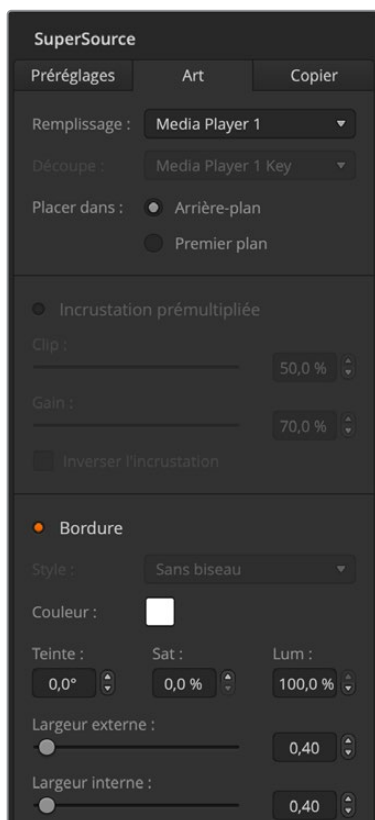 SuperSource
Préréglages Art Copier
Remplissage : Media Player 1
Découpe : Media Player 1 Key
Placer dans : Arrière-plan
Premier plan
Incrustation prémultipliée
Clip :
50,0 %
Gain :
70,0 %
Inverser l'incrustation
Bordure
Style : Sans biseau
Couleur :
Teinte : Sat : Lum :
0,0° 0,0 % 100,0 %
Largeur externe :
0,40
Largeur interne :
0,40